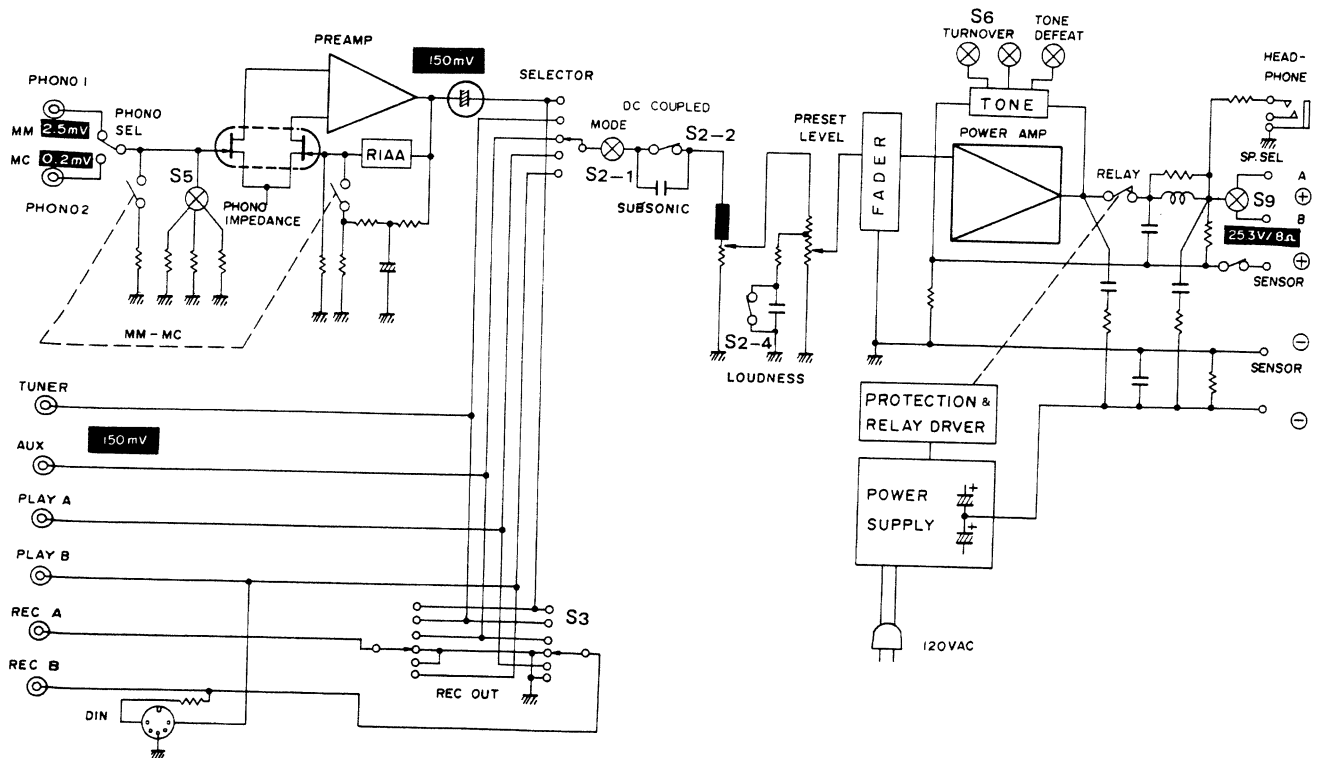 PREAMP
150mV
SELECTOR
PHONO 1
PHONO
SEL
MM 2.5mV
MC 0.2mV
PHONO 2
S5
PHONO
IMPEDANCE
RIAA
MM-MC
DC COUPLED
MODE
S2-1
S2-2
SUBSONIC
PRESET
LEVEL
S2-4
LOUDNESS
FADER
S6
TURNOVER
TONE
DEFEAT
TONE
POWER AMP
RELAY
HEAD-
PHONE
SP.SEL
A
⊕
S9
B
25.3V/8Ω
⊕
SENSOR
⊖
SENSOR
⊖
PROTECTION &
RELAY DRVER
POWER
SUPPLY
+
+
120VAC
TUNER
150mV
AUX
PLAY A
PLAY B
REC A
REC B
S3
REC OUT
DIN